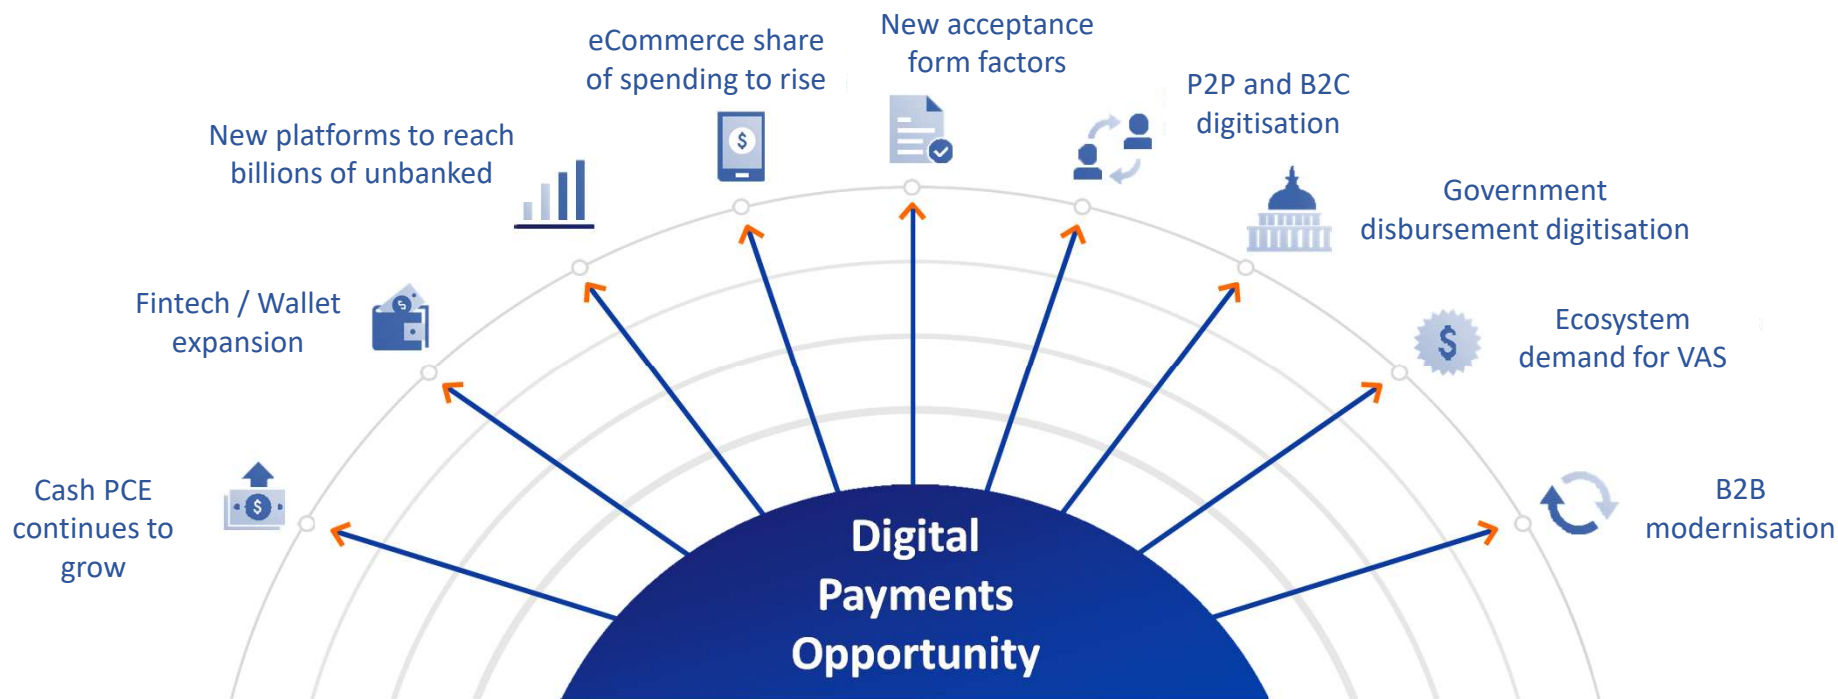 New acceptance
form factors
eCommerce share
of spending to rise
P2P and B2C
digitisation
New platforms to reach
billions of unbanked
Government
disbursement digitisation
Fintech / Wallet
expansion
Ecosystem
demand for VAS
Cash PCE
continues to
grow
B2B
modernisation
Digital
Payments
Opportunity
$
$
$
$